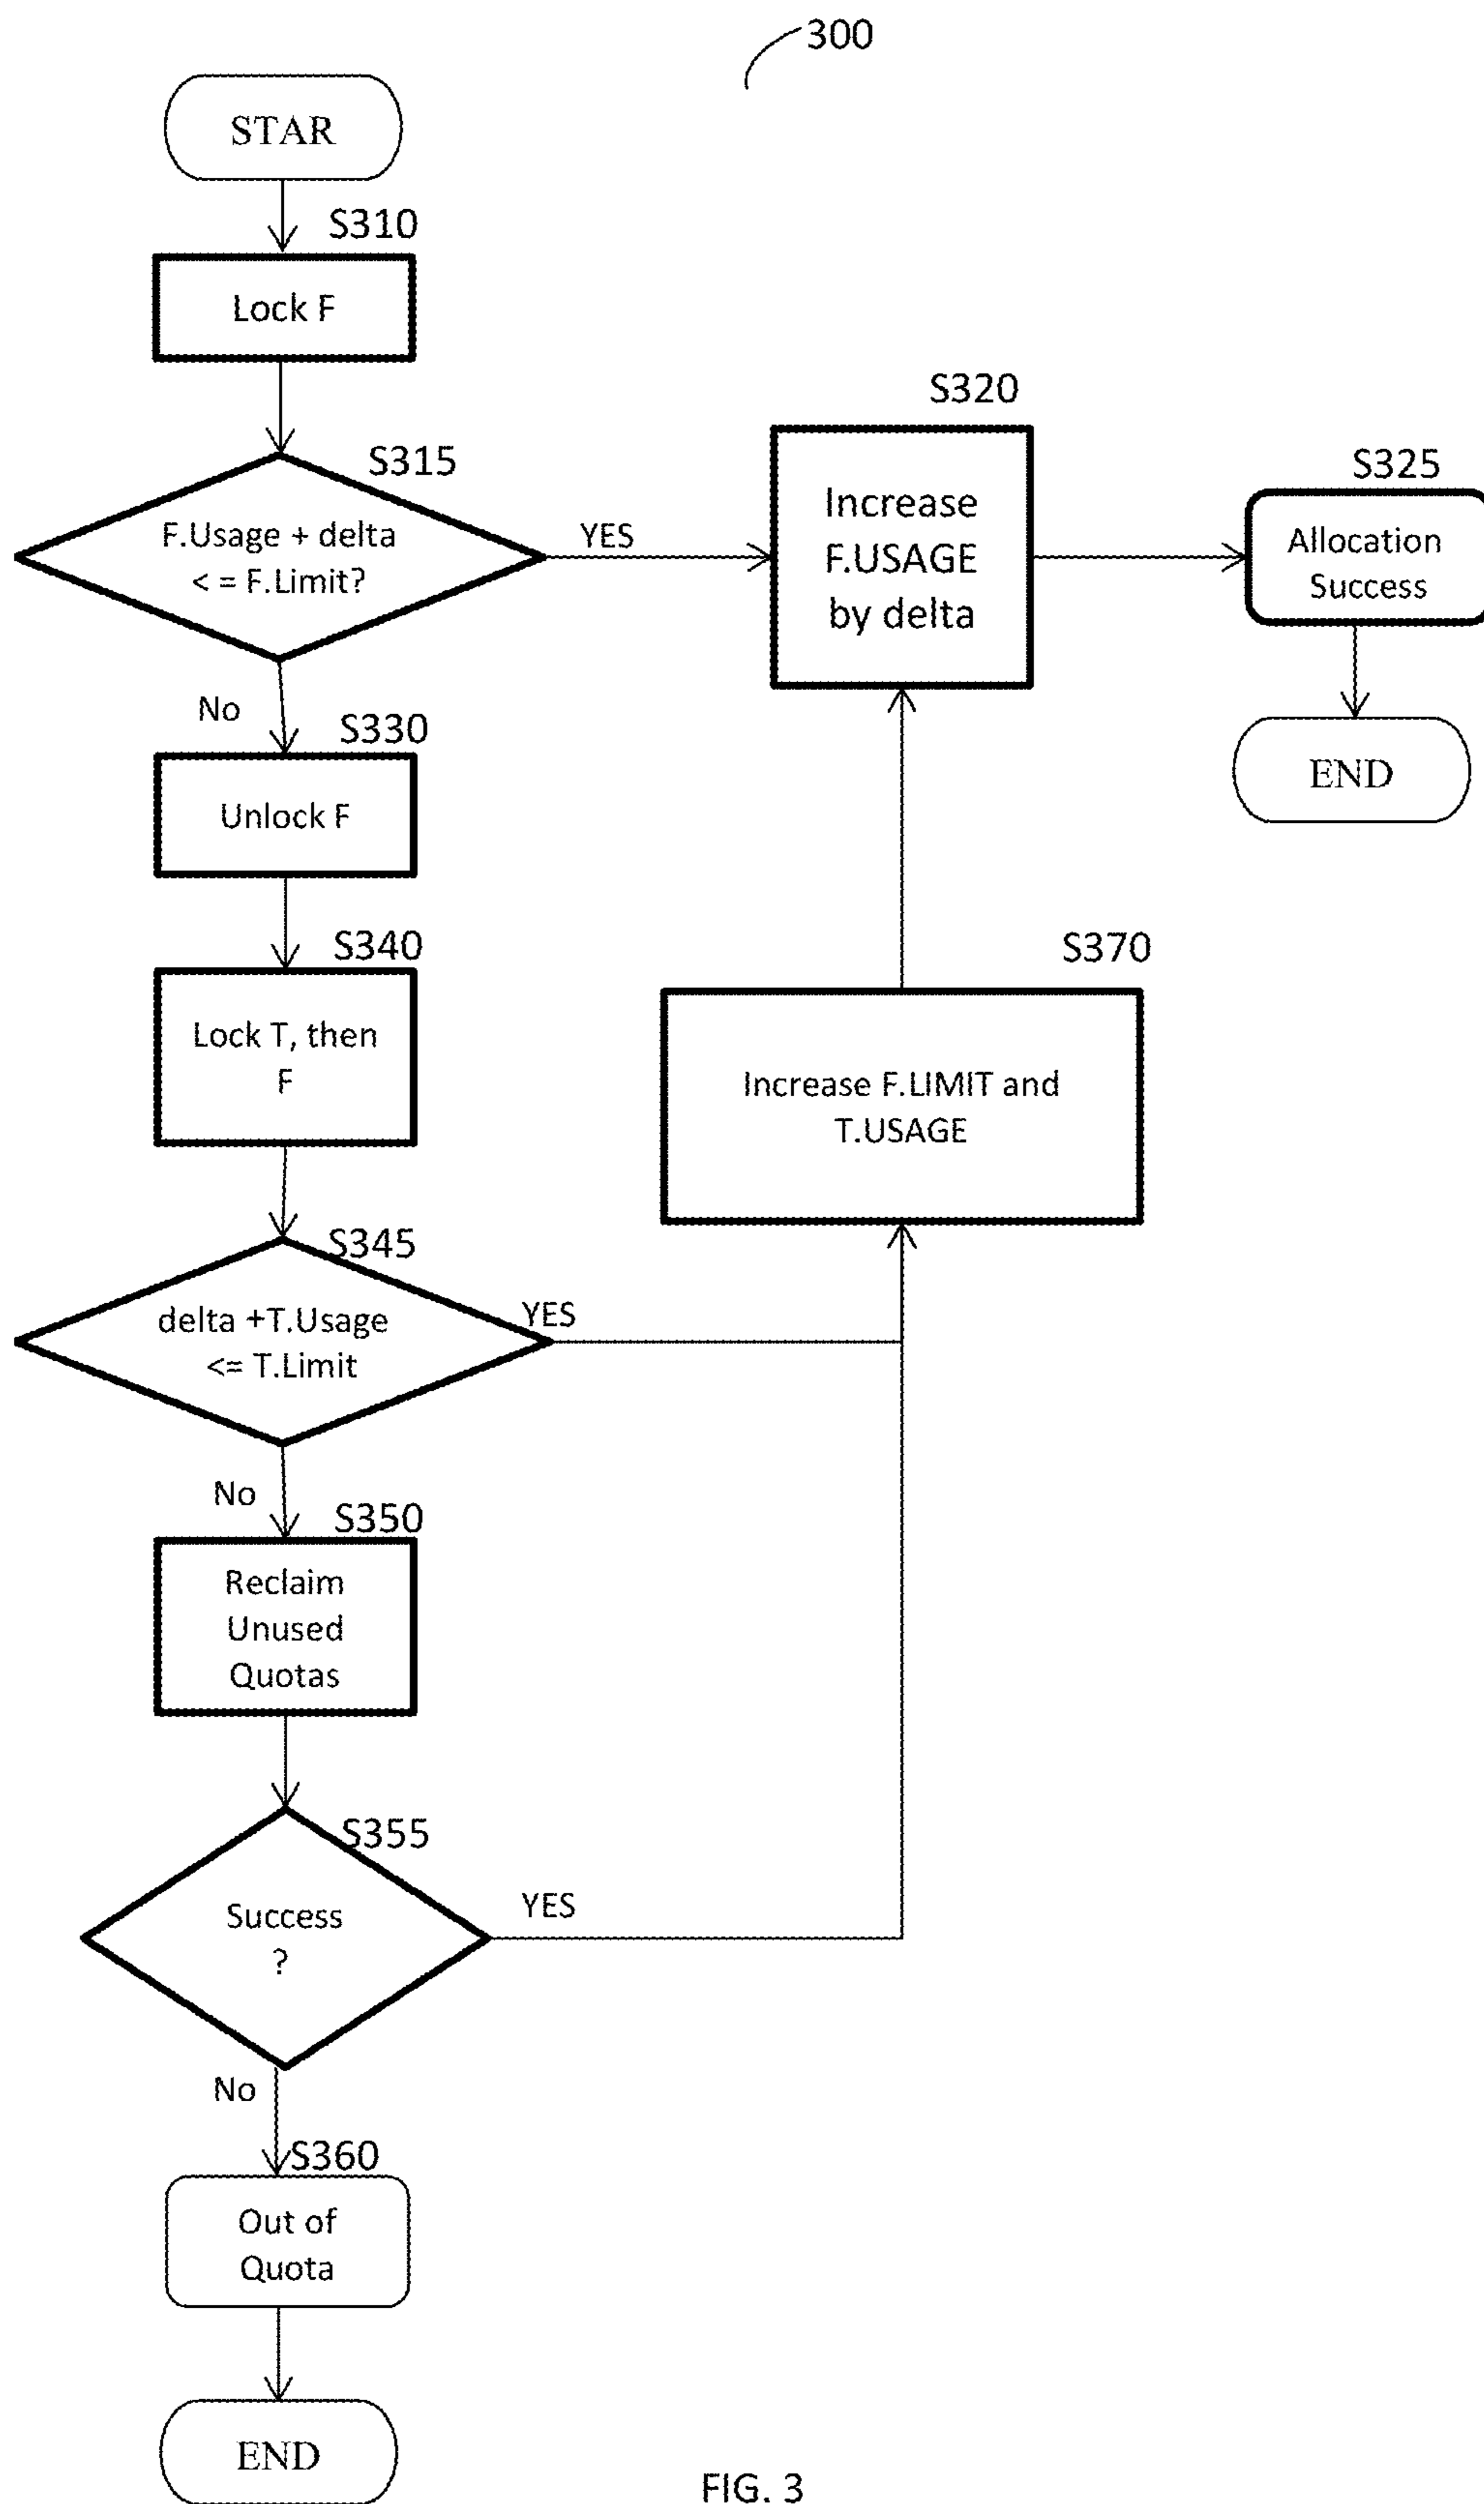 300
STAR
S310
Lock F
S315
F.Usage + delta
< = F.Limit?
YES
No
S320
Increase
F.USAGE
by delta
S325
Allocation
Success
END
S330
Unlock F
S340
Lock T, then
F
S345
delta +T.Usage
<= T.Limit
YES
No
S370
Increase F.LIMIT and
T.USAGE
S350
Reclaim
Unused
Quotas
S355
Success
?
YES
No
S360
Out of
Quota
END
FIG. 3